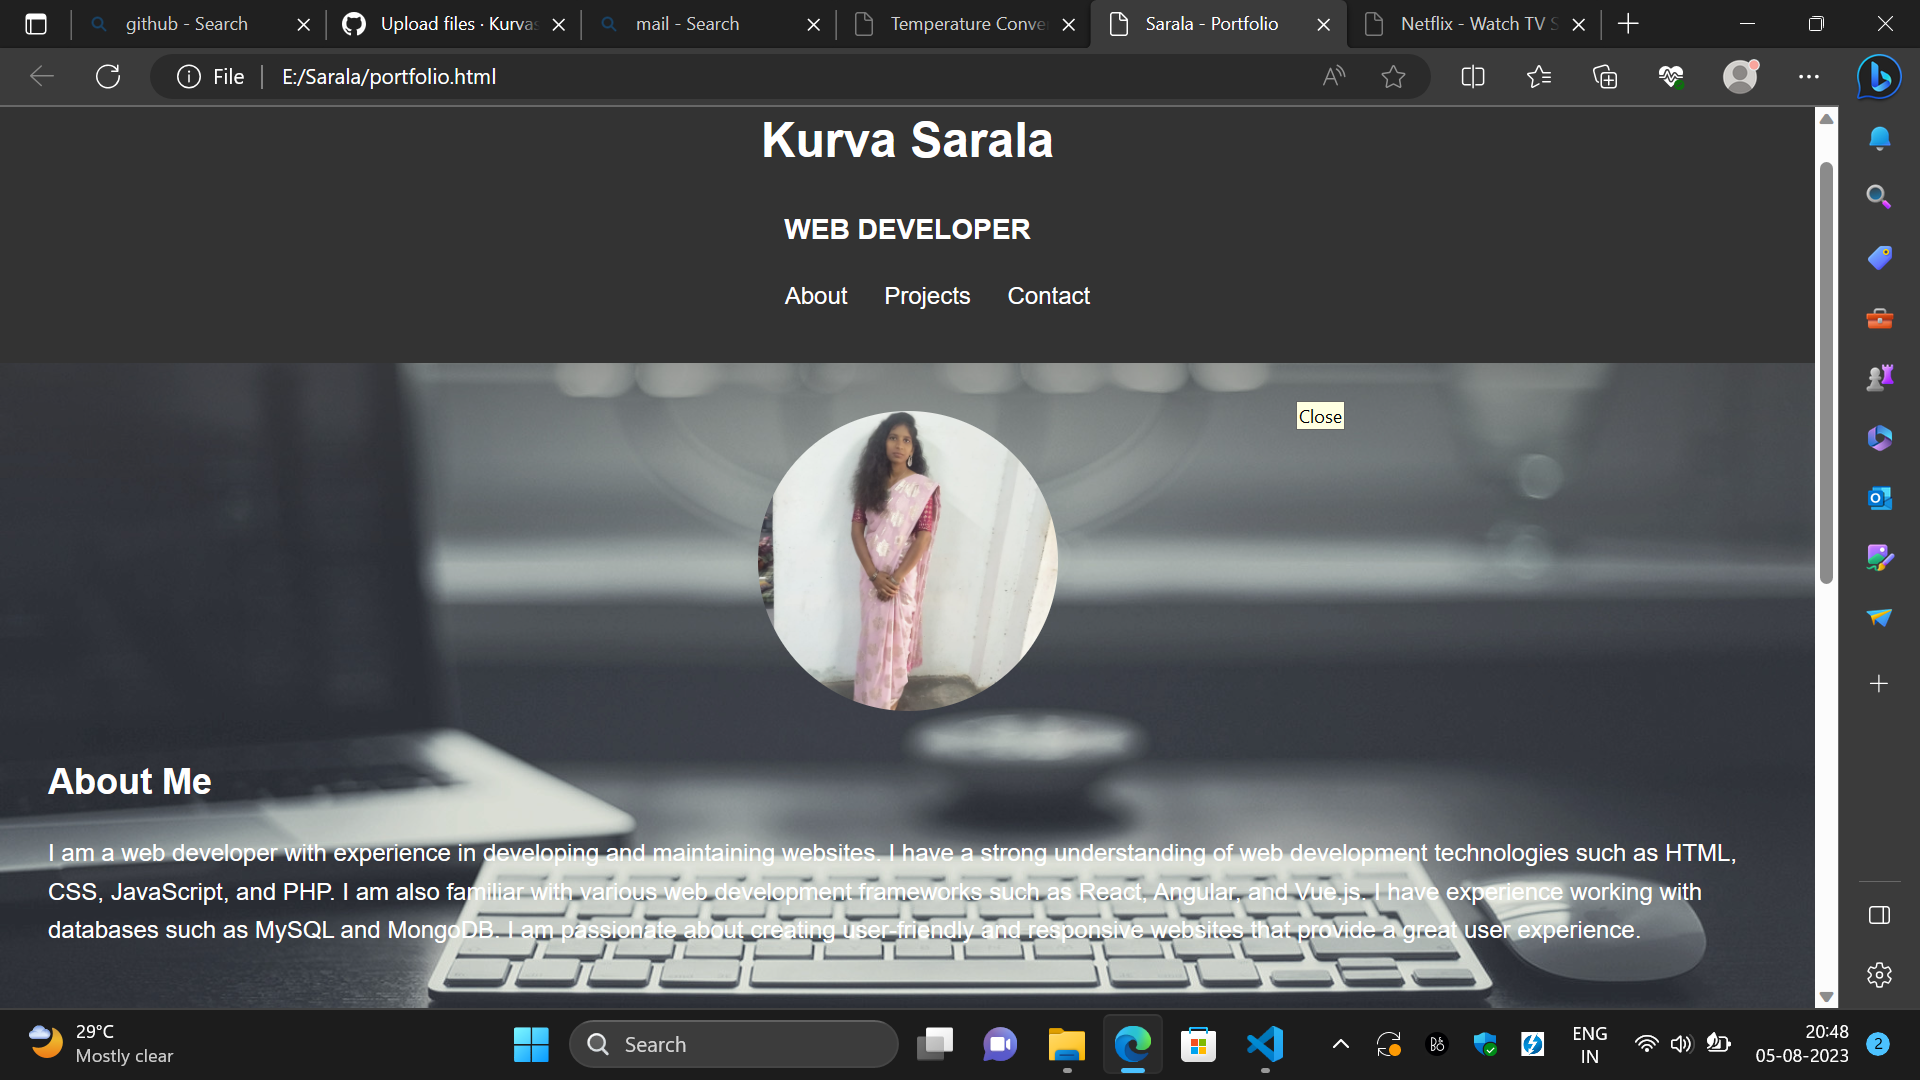 github - Search
Upload files · Kurvas
mail - Search
Temperature Conve
Sarala - Portfolio
Netflix - Watch TV S
File
E:/Sarala/portfolio.html
Kurva Sarala
WEB DEVELOPER
About Projects Contact
Close
About Me
I am a web developer with experience in developing and maintaining websites. I have a strong understanding of web development technologies such as HTML,
CSS, JavaScript, and PHP. I am also familiar with various web development frameworks such as React, Angular, and Vue.js. I have experience working with
databases such as MySQL and MongoDB. I am passionate about creating user-friendly and responsive websites that provide a great user experience.
29°C
Mostly clear
Search
ENG
IN
20:48
05-08-2023
2